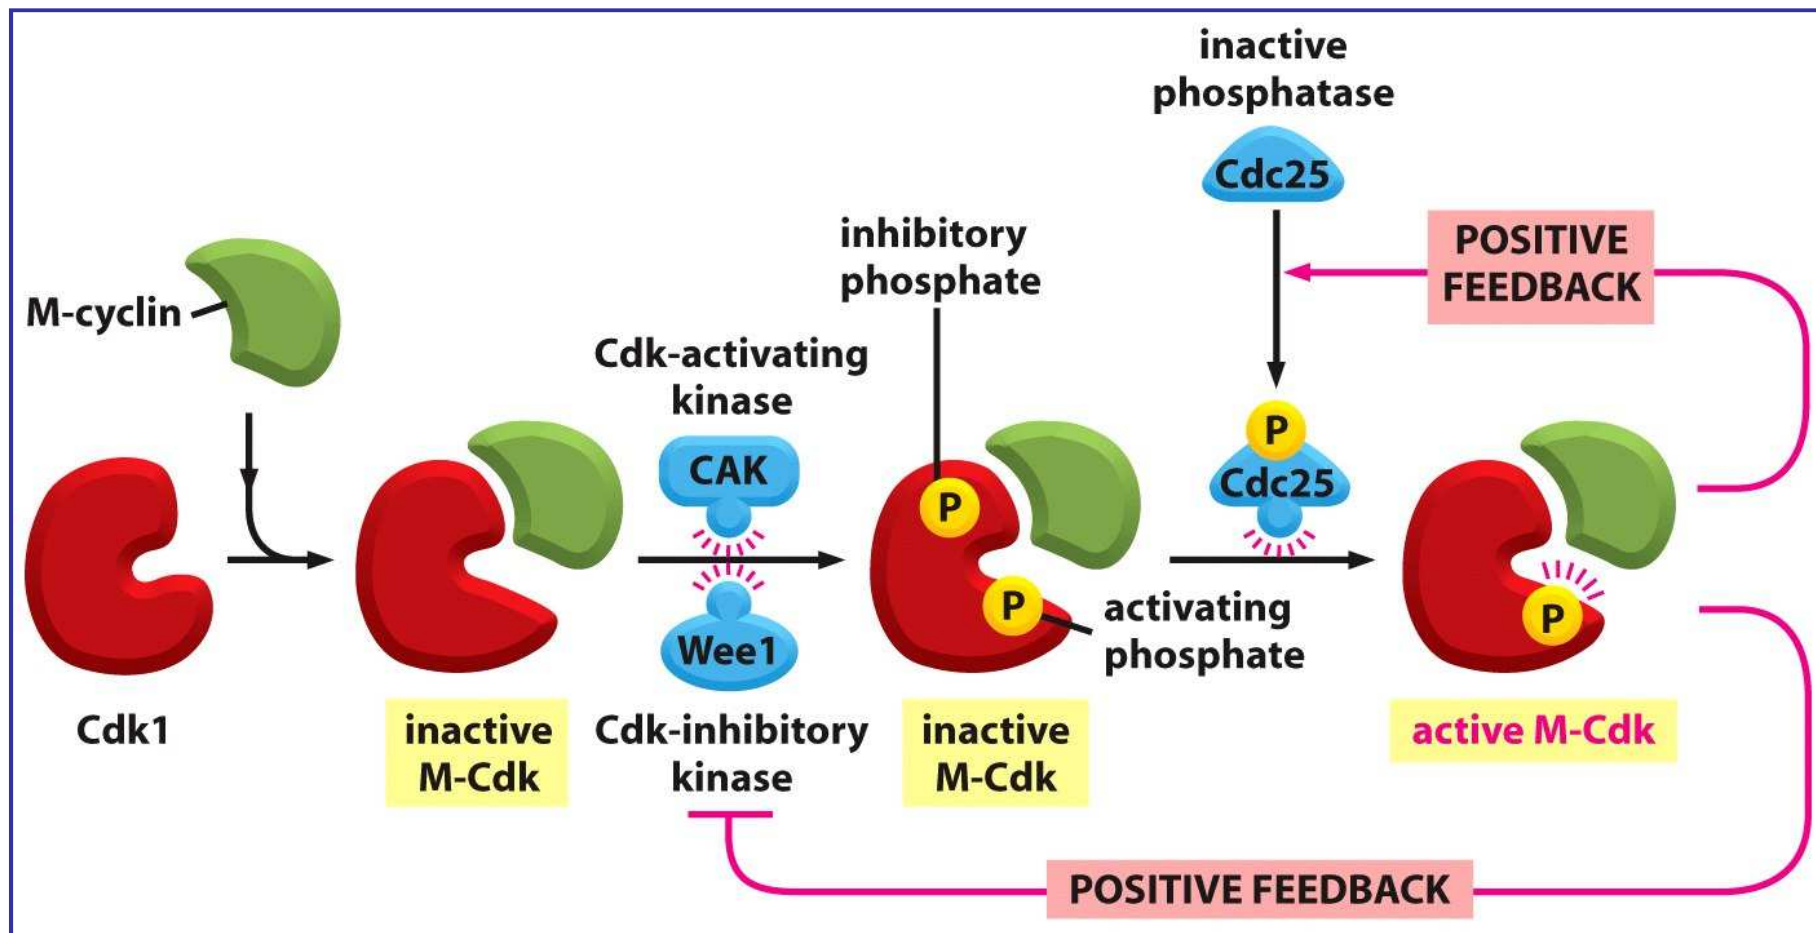 inactive
phosphatase
Cdc25
POSITIVE
FEEDBACK
inhibitory
phosphate
M-cyclin
Cdk-activating
kinase
CAK
P
P
Cdc25
P
activating
phosphate
P
Wee1
Cdk1
inactive
M-Cdk
Cdk-inhibitory
kinase
inactive
M-Cdk
active M-Cdk
POSITIVE FEEDBACK